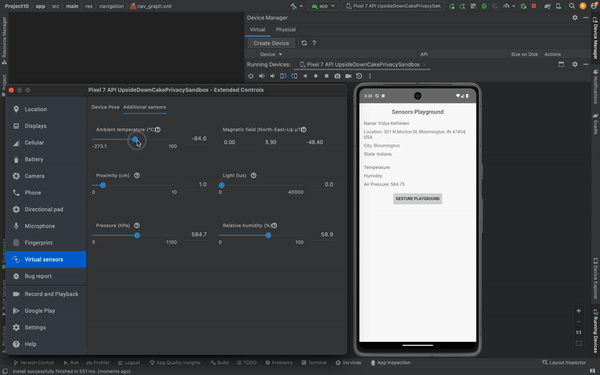 Project10 app src main res navigation nav_graph.xml
app Pixel 7 API UpsideDownCakePrivacySan..
Device Manager
Virtual Physical
Create Device
Device API Size on Disk Actions
Running Devices: Pixel 7 API UpsideDownCakePrivacySandbox
Pixel 7 API UpsideDownCakePrivacySandbox - Extended Controls
Location
Displays
Cellular
Battery
Camera
Phone
Directional pad
Microphone
Fingerprint
Virtual sensors
Bug report
Record and Playback
Google Play
Settings
Help
Device Pose Additional sensors
Ambient temperature (°C)
-84.6
-273.1 100
Magnetic field (North-East-Up μT)
0.00 5.90 -48.40
Proximity (cm)
1.0
0 10
Light (lux)
0.0
0 40000
Pressure (hPa)
584.7
0 1100
Relative humidity (%)
58.9
0 100
Sensors Playground
Name: Vidya Kethineni
Location: 501 N Morton St, Bloomington, IN 47404, USA
City: Bloomington
State: Indiana
Temperature
Humidity
Air Pressure: 584.75
GESTURE PLAYGROUND
1:1
Resource Manager
Project
Device Manager
Notifications
Gradle
Device Explorer
Running Devices
Version Control Run Profiler Logcat App Quality Insights Build TODO Problems Terminal Services App Inspection Layout Inspector
Install successfully finished in 551 ms. (moments ago)